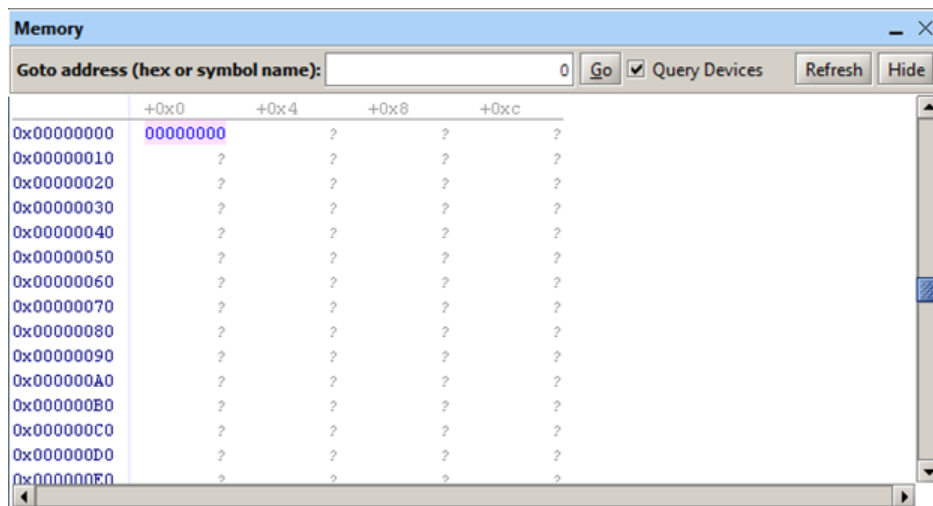 Memory
Goto address (hex or symbol name): 0 Go Query Devices Refresh Hide
+0x0 +0x4 +0x8 +0xc
0x00000000 00000000 ? ? ?
0x00000010 ? ? ? ?
0x00000020 ? ? ? ?
0x00000030 ? ? ? ?
0x00000040 ? ? ? ?
0x00000050 ? ? ? ?
0x00000060 ? ? ? ?
0x00000070 ? ? ? ?
0x00000080 ? ? ? ?
0x00000090 ? ? ? ?
0x000000A0 ? ? ? ?
0x000000B0 ? ? ? ?
0x000000C0 ? ? ? ?
0x000000D0 ? ? ? ?
0x000000E0 ? ? ? ?